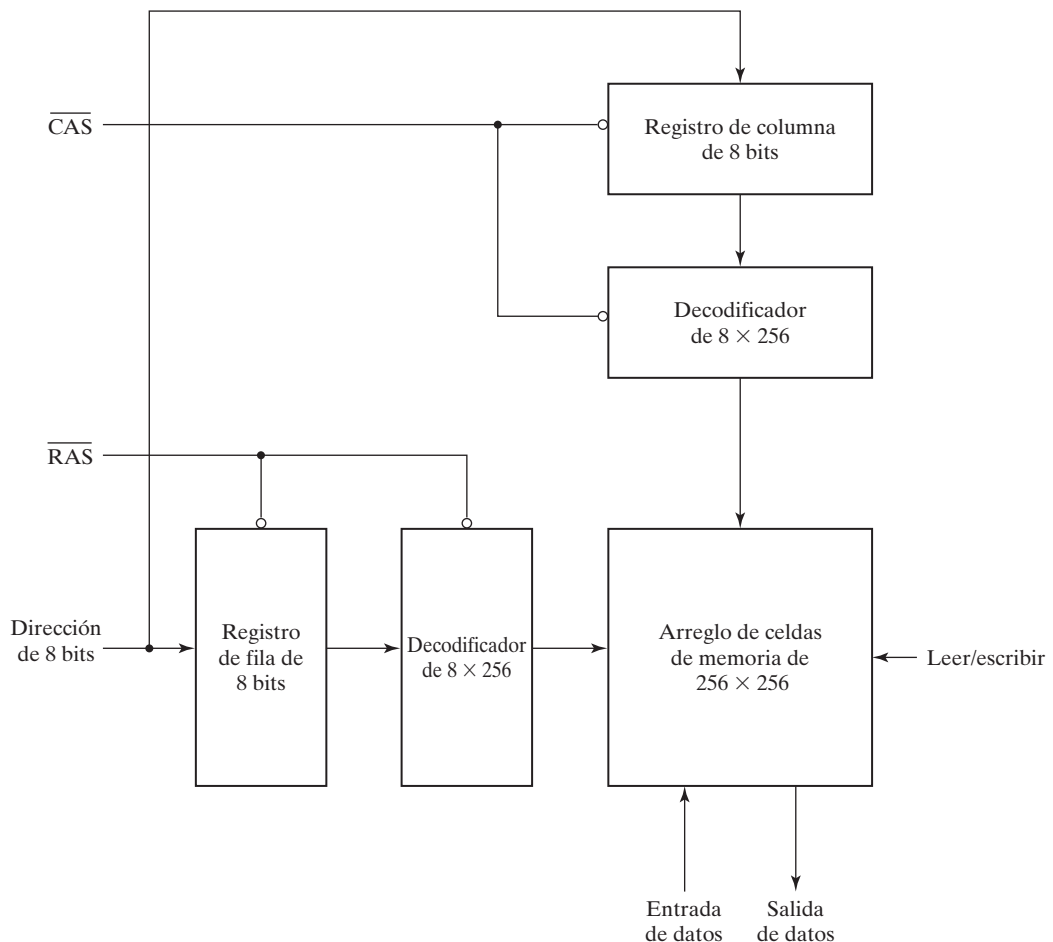 CAS
Registro de columna
de 8 bits
Decodificador
de 8 × 256
RAS
Dirección
de 8 bits
Registro
de fila de
8 bits
Decodificador
de 8 × 256
Arreglo de celdas
de memoria de
256 × 256
Leer/escribir
Entrada
de datos
Salida
de datos